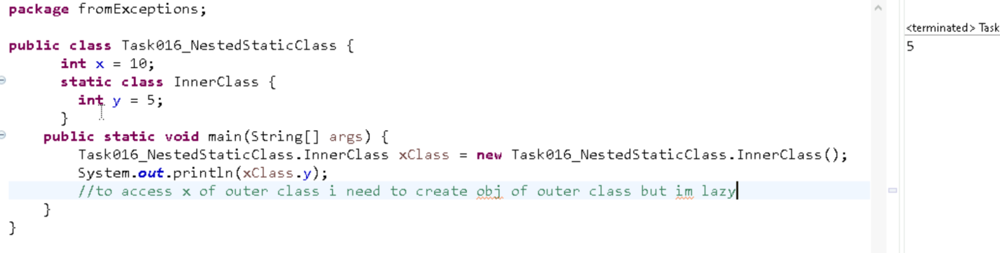 package fromExceptions;
public class Task016_NestedStaticClass {
int x = 10;
static class InnerClass {
int y = 5;
}
public static void main(String[] args) {
Task016_NestedStaticClass.InnerClass xClass = new Task016_NestedStaticClass.InnerClass();
System.out.println(xClass.y);
//to access x of outer class i need to create obj of outer class but im lazy
}
}
<terminated> Task
5